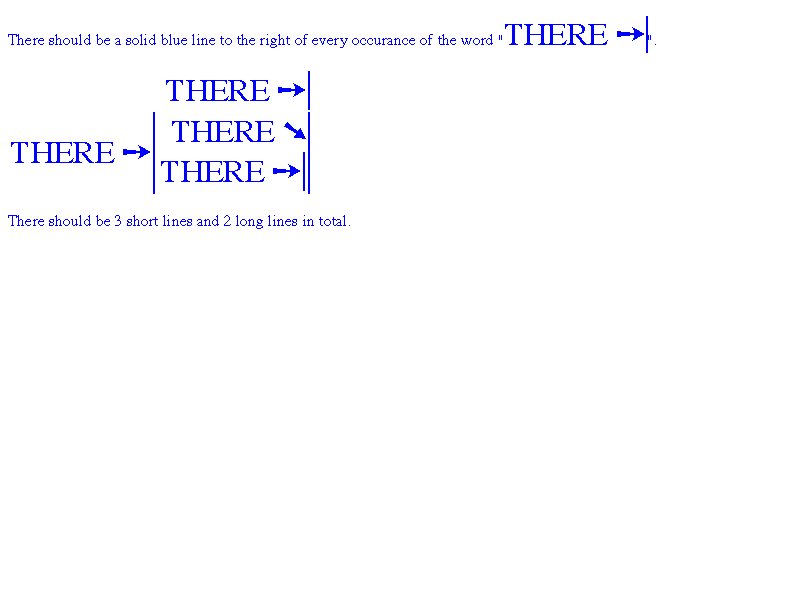 There should be a solid blue line to the right of every occurance of the word "THERE ➙".
THERE ➙
THERE ➘
THERE ➙
THERE ➙
There should be 3 short lines and 2 long lines in total.